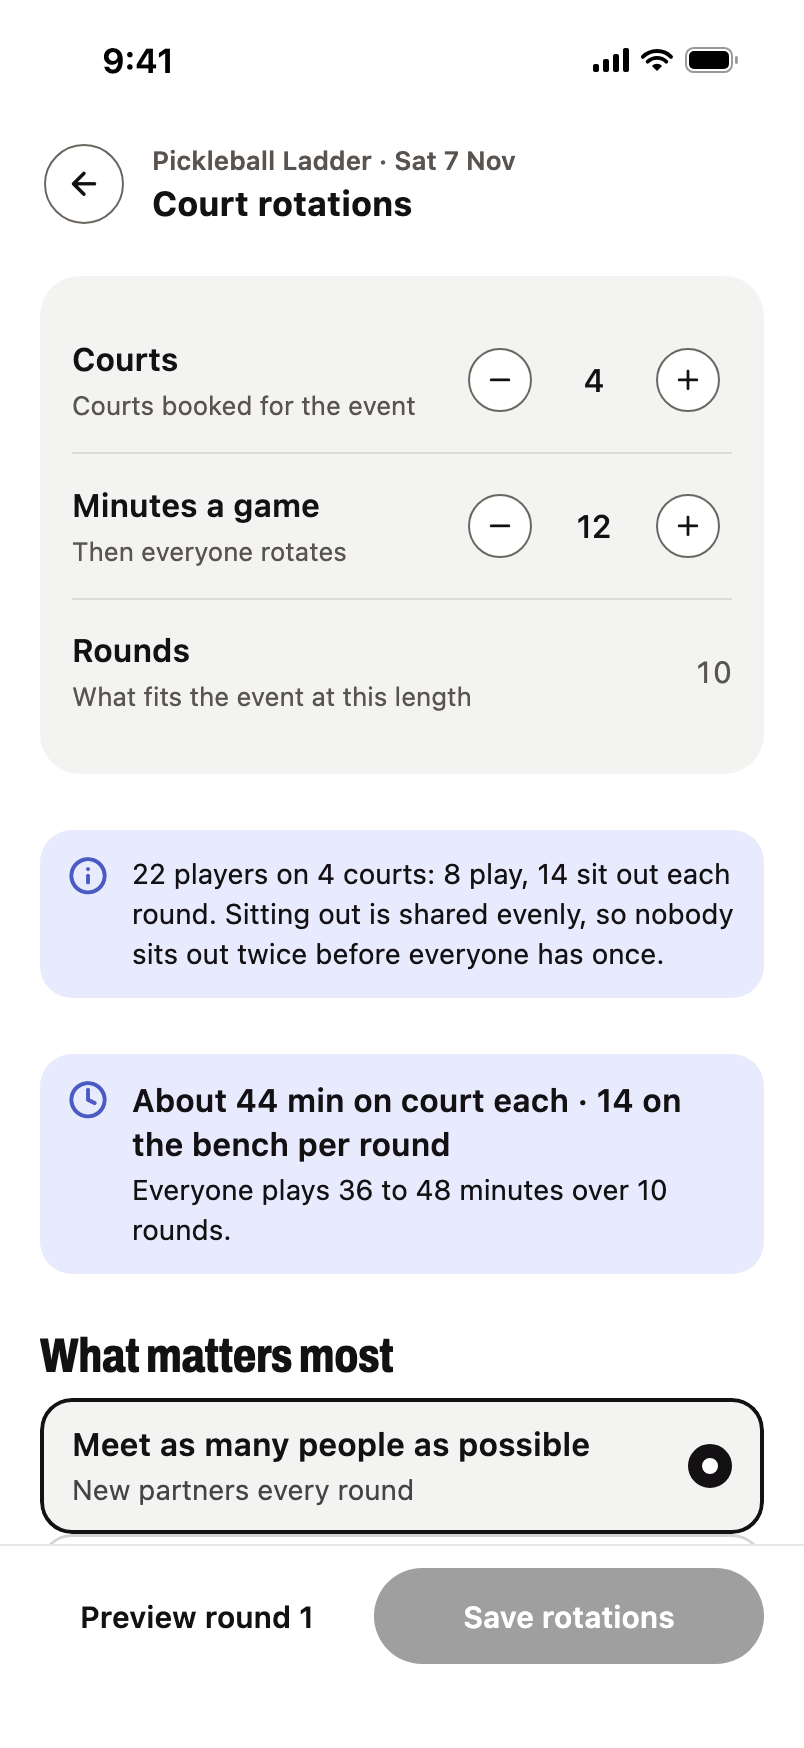 9:41
Pickleball Ladder · Sat 7 Nov
Court rotations
Courts
Courts booked for the event
4
Minutes a game
Then everyone rotates
12
Rounds
What fits the event at this length
10
22 players on 4 courts: 8 play, 14 sit out each
round. Sitting out is shared evenly, so nobody
sits out twice before everyone has once.
About 44 min on court each · 14 on
the bench per round
Everyone plays 36 to 48 minutes over 10
rounds.
What matters most
Meet as many people as possible
New partners every round
Preview round 1
Save rotations